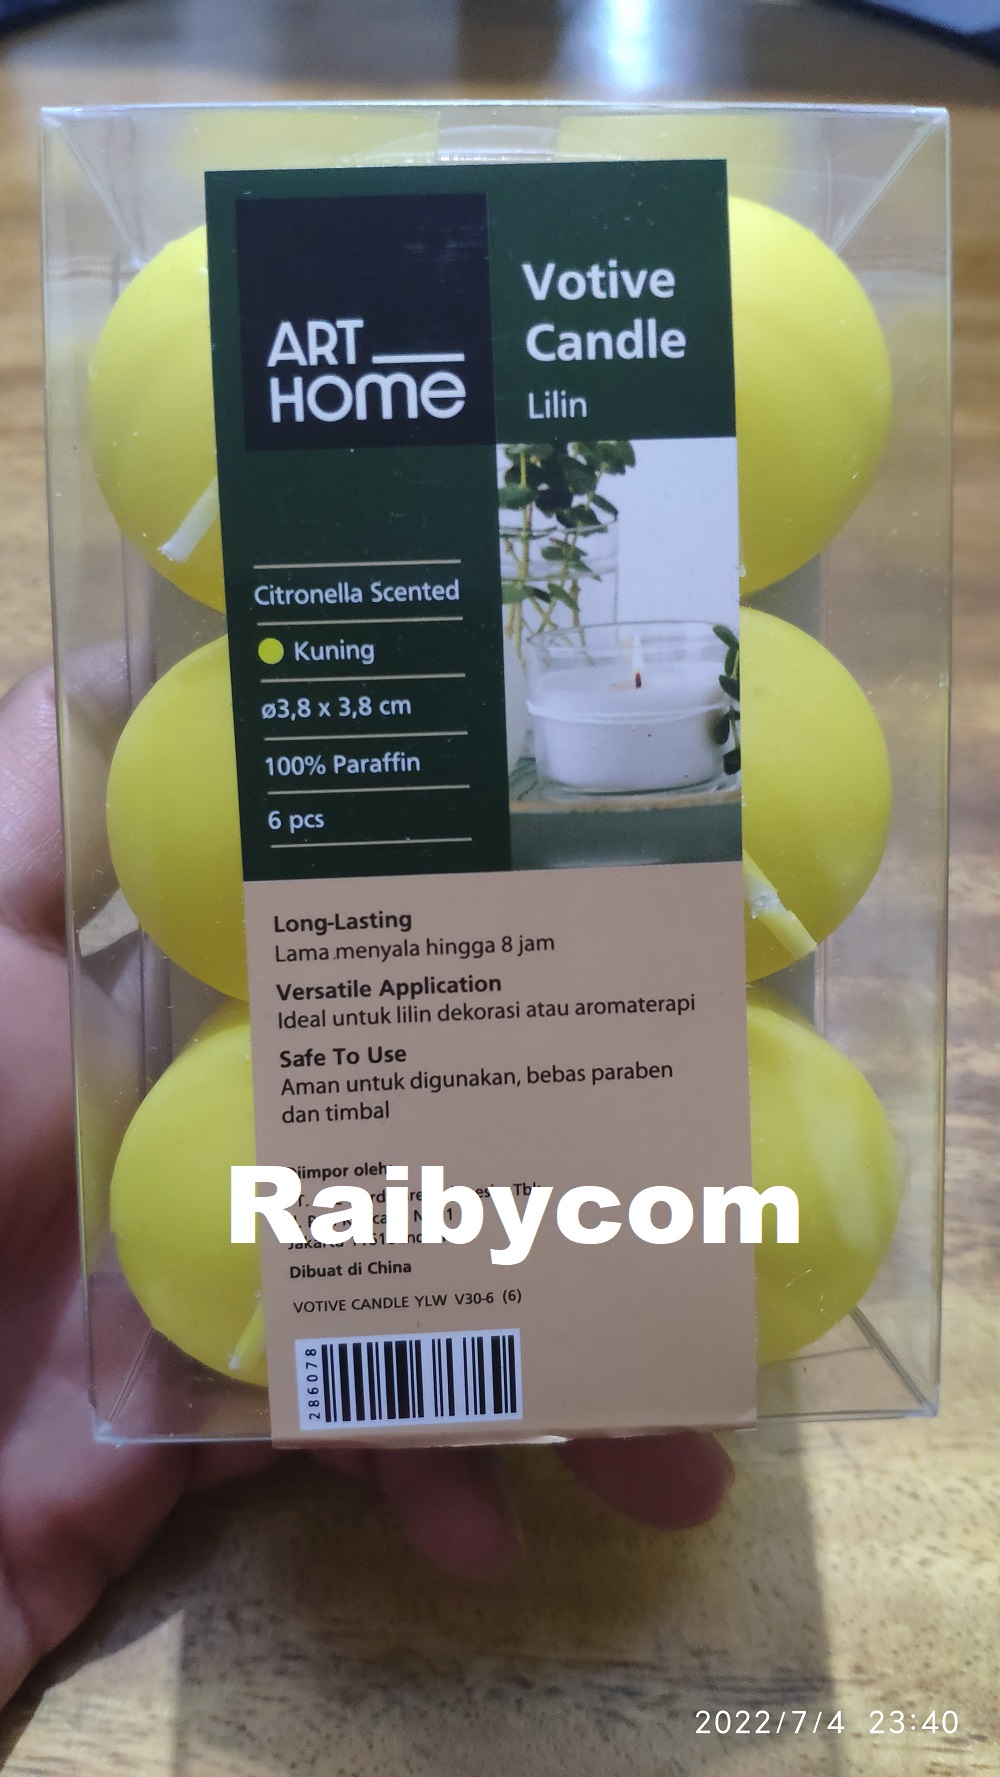 ART
HOME
Votive
Candle
Lilin
Citronella Scented
Kuning
ø3,8 x 3,8 cm
100% Paraffin
6 pcs
Long-Lasting
Lama menyala hingga 8 jam
Versatile Application
Ideal untuk lilin dekorasi atau aromaterapi
Safe To Use
Aman untuk digunakan, bebas paraben
dan timbal
Diimpor oleh
Raibycom
Jakarta
Dibuat di China
VOTIVE CANDLE YLW V30-6 (6)
286078
2022/7/4 23:40